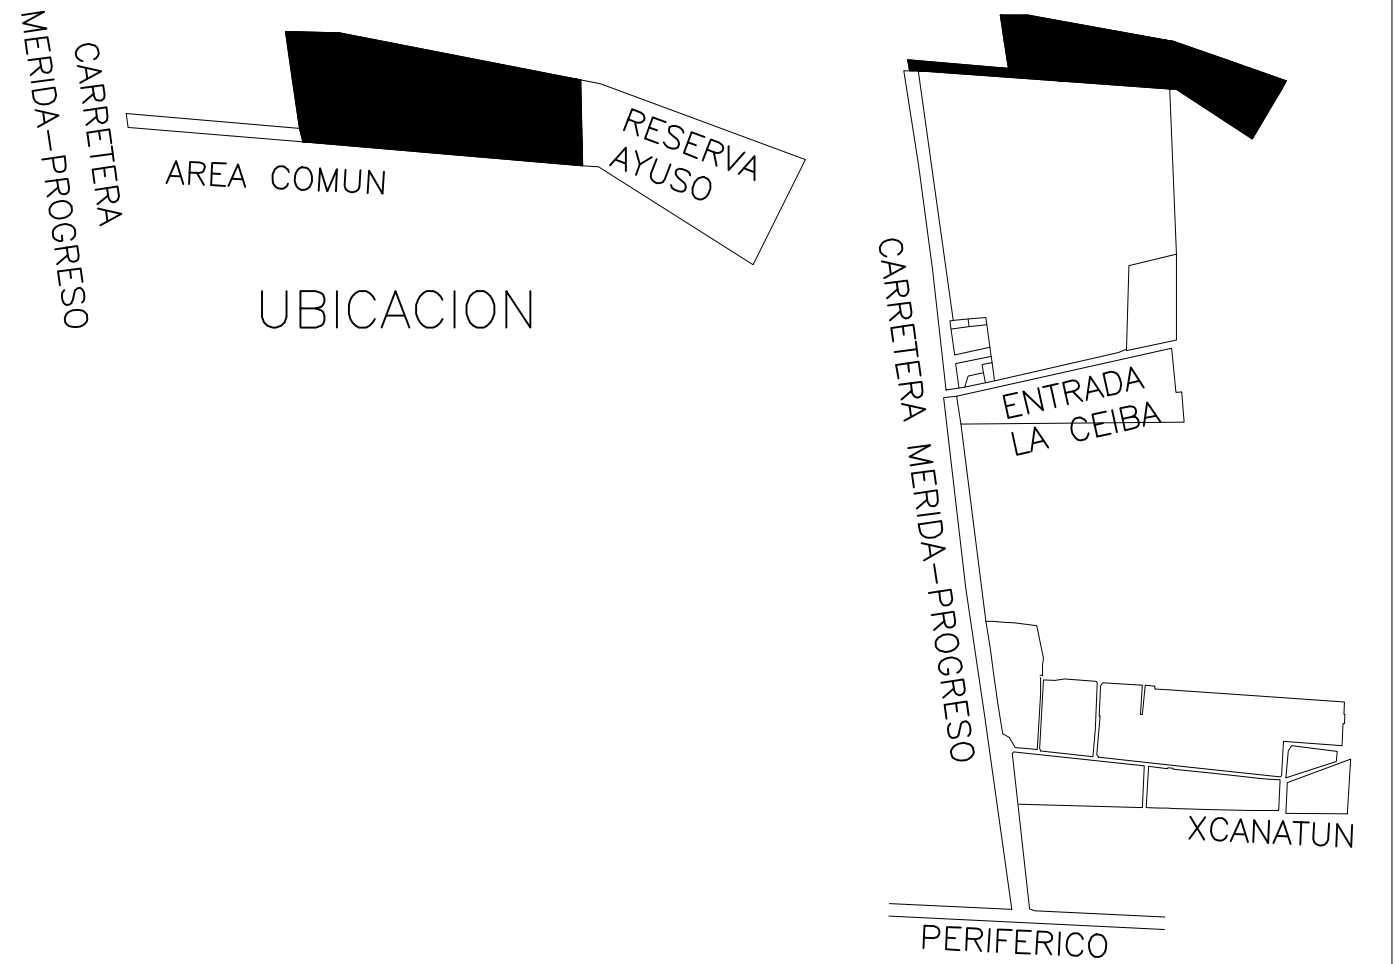 CARRETERA
MERIDA-PROGRESO
AREA COMUN
RESERVA
AYUSO
UBICACION
CARRETERA MERIDA-PROGRESO
ENTRADA
LA CEIBA
XCANATUN
PERIFERICO